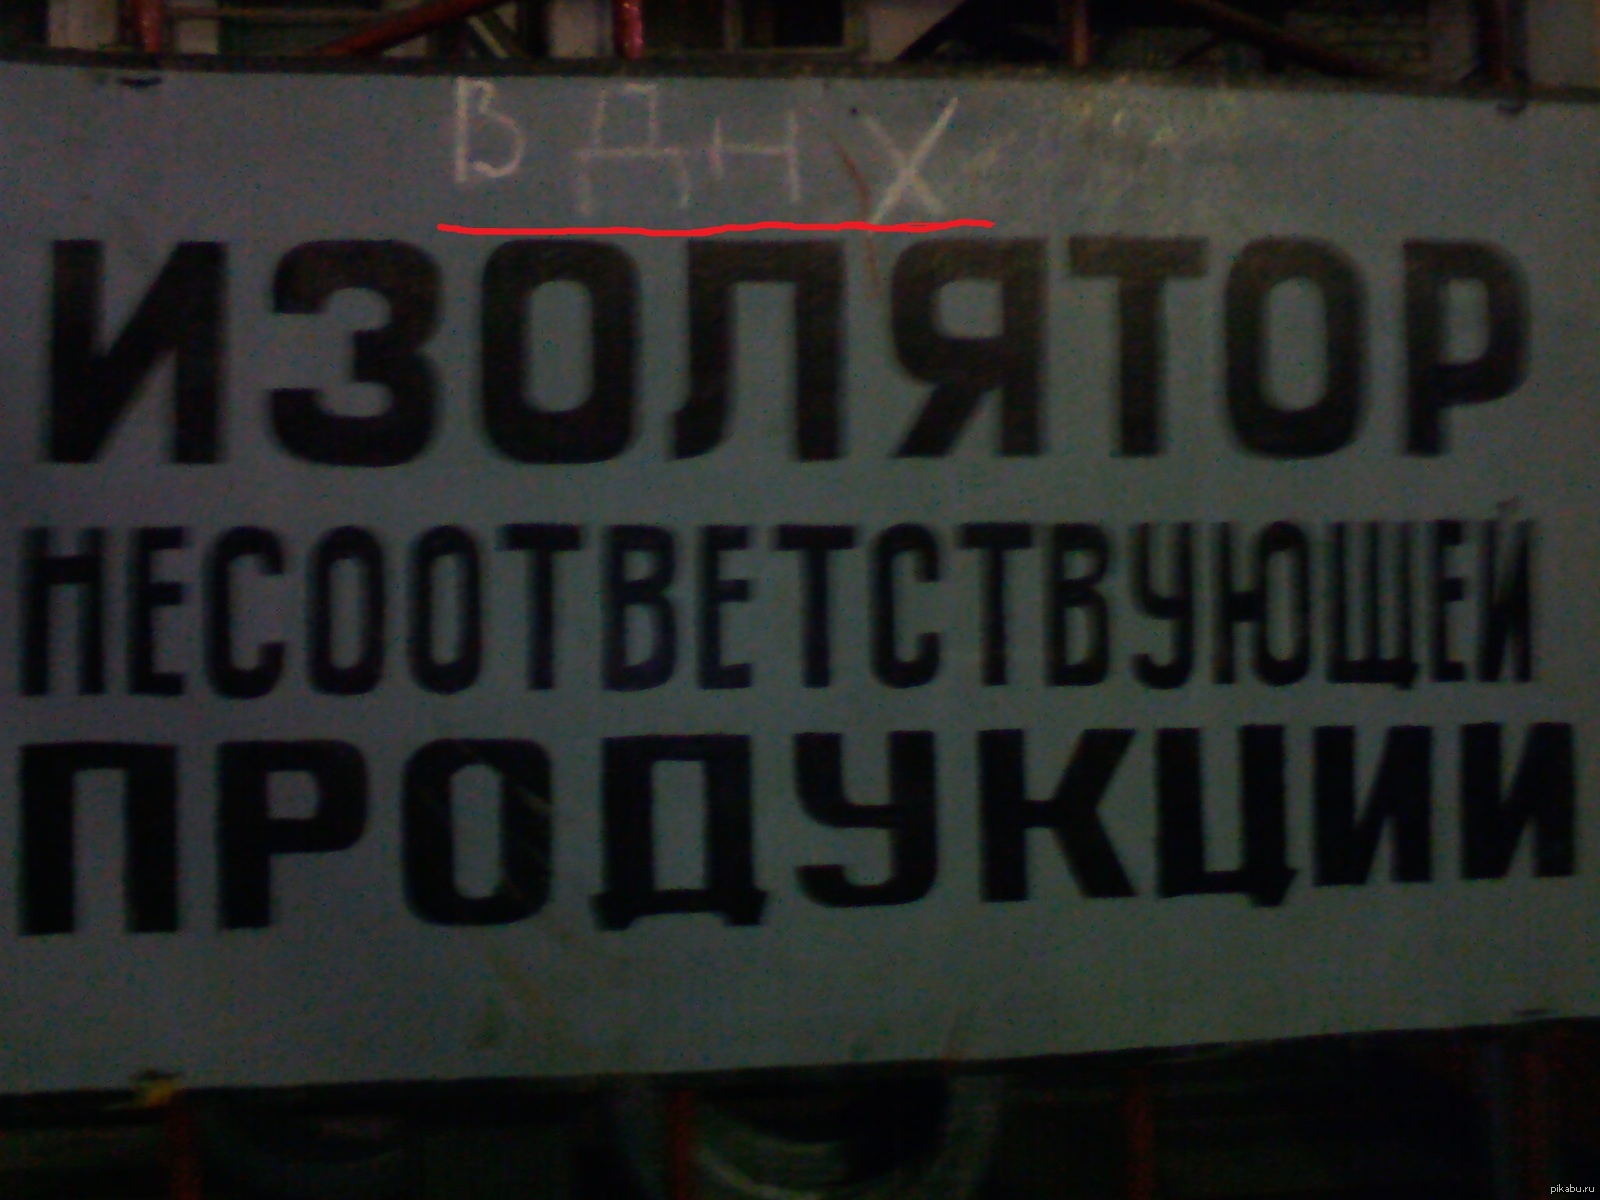 ВДНХ
ИЗОЛЯТОР
НЕСООТВЕТСТВУЮЩЕЙ
ПРОДУКЦИИ
pikabu.ru